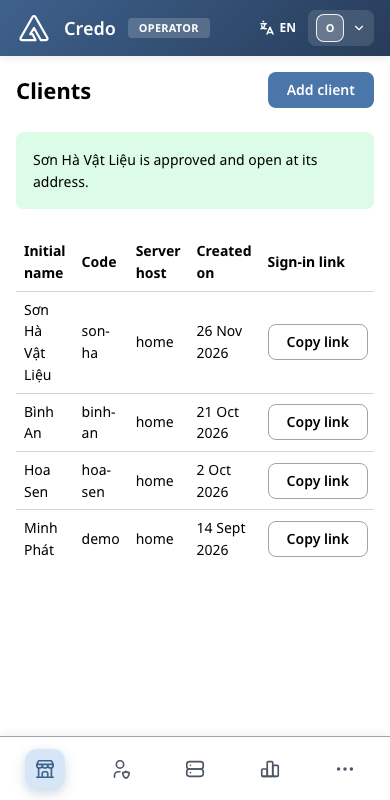 Credo
OPERATOR
EN
O
Clients
Add client
Sơn Hà Vật Liệu is approved and open at its
address.
Initial
name
Code
Server
host
Created
on
Sign-in link
Sơn
Hà
Vật
Liệu
son-
ha
home
26 Nov
2026
Copy link
Bình
An
binh-
an
home
21 Oct
2026
Copy link
Hoa
Sen
hoa-
sen
home
2 Oct
2026
Copy link
Minh
Phát
demo
home
14 Sept
2026
Copy link